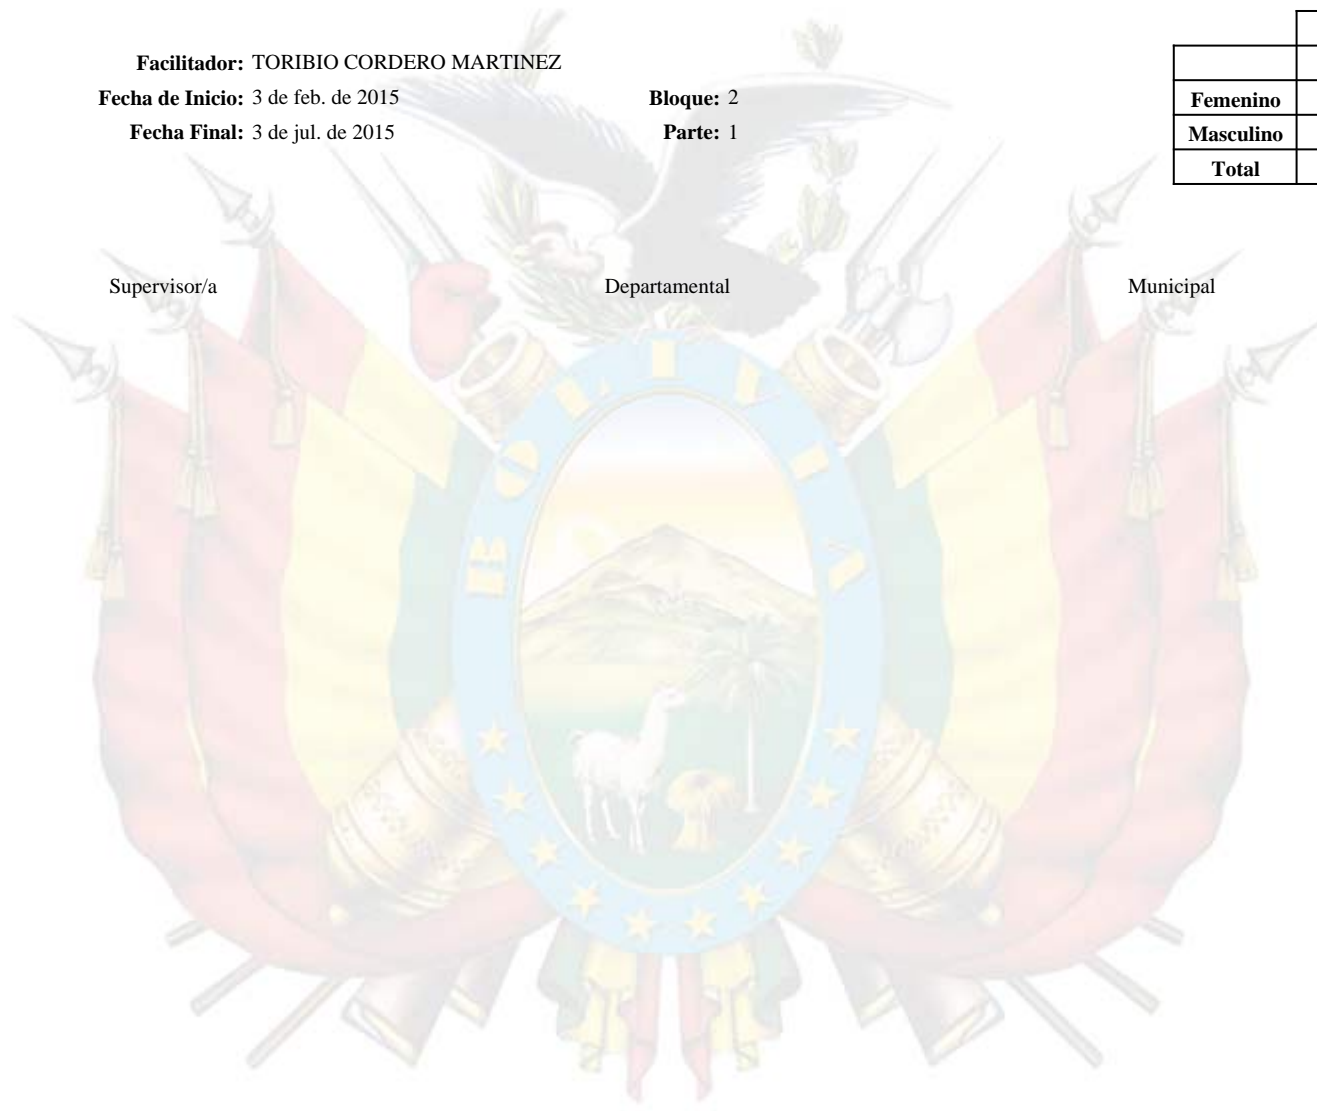 Facilitador: TORIBIO CORDERO MARTINEZ
Fecha de Inicio: 3 de feb. de 2015 Bloque: 2
Fecha Final: 3 de jul. de 2015 Parte: 1
Femenino
Masculino
Total
Supervisor/a Departamental Municipal
BOLIVIA